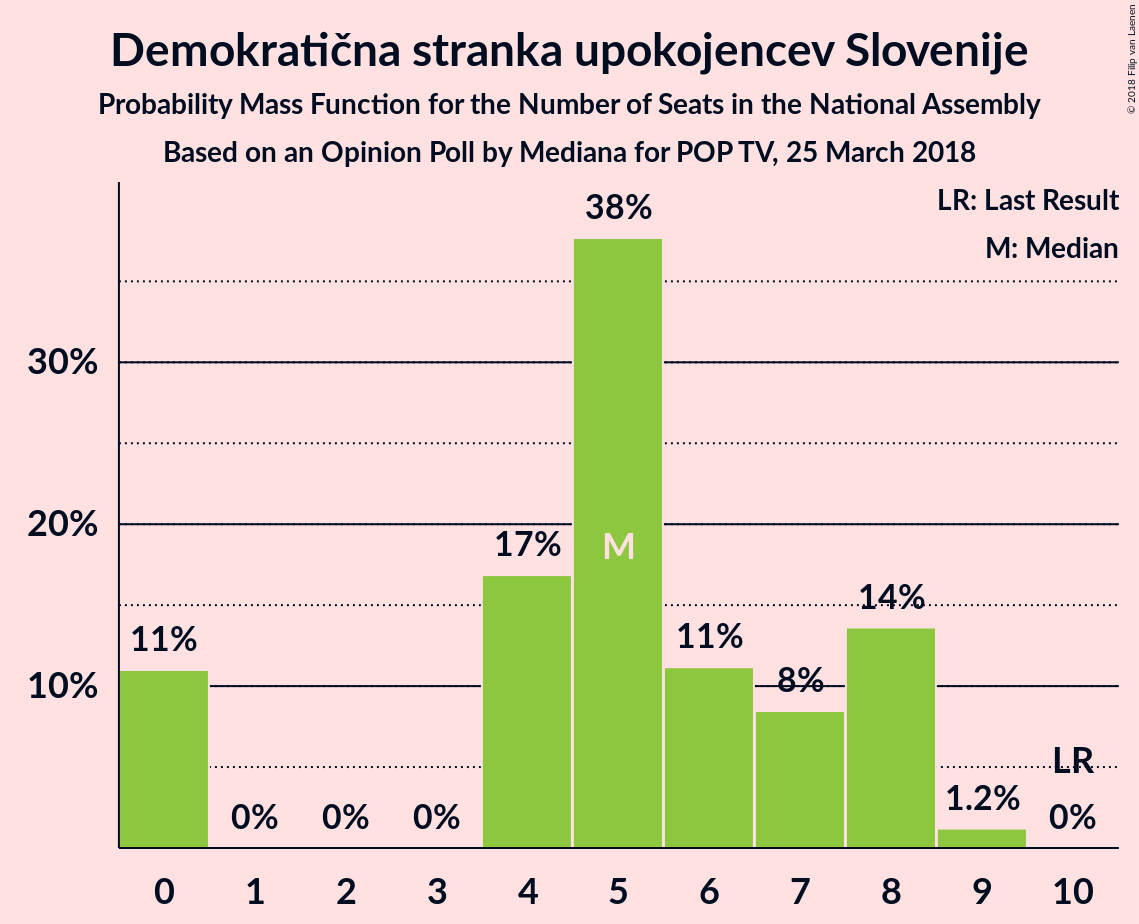 Demokratična stranka upokojencev Slovenije
Probability Mass Function for the Number of Seats in the National Assembly
Based on an Opinion Poll by Mediana for POP TV, 25 March 2018
© 2018 Filip van Laenen
LR: Last Result
M: Median
38%
30%
20%
17%
M
14%
11%
11%
10%
8%
LR
1.2%
0%
0%
0%
0%
0 1 2 3 4 5 6 7 8 9 10